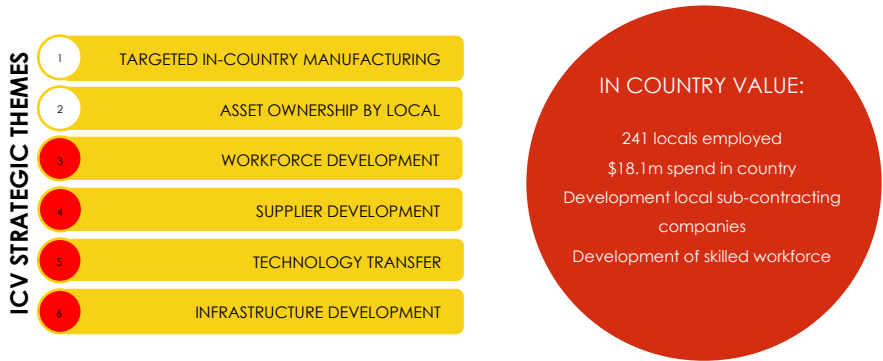 ICV STRATEGIC THEMES
1 TARGETED IN-COUNTRY MANUFACTURING
2 ASSET OWNERSHIP BY LOCAL
3 WORKFORCE DEVELOPMENT
4 SUPPLIER DEVELOPMENT
5 TECHNOLOGY TRANSFER
6 INFRASTRUCTURE DEVELOPMENT
IN COUNTRY VALUE:
241 locals employed
$18.1m spend in country
Development local sub-contracting
companies
Development of skilled workforce